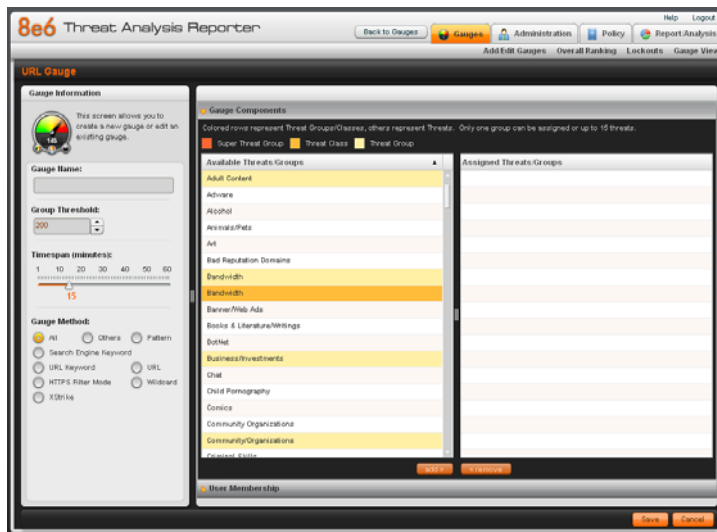 Help Logout
8e6 Threat Analysis Reporter
Back to Gauges Gauges Administration Policy Report/Analysis
Add/Edit Gauges Overall Ranking Lockouts Gauge View
URL Gauge
Gauge Information
145
This screen allows you to
create a new gauge or edit an
existing gauge.
Gauge Name:
Group Threshold:
200
Timespan (minutes):
1 10 20 30 40 50 60
15
Gauge Method:
All Others Pattern
Search Engine Keyword
URL Keyword URL
HTTPS Filter Mode Wildcard
XStrike
Gauge Components
Colored rows represent Threat Groups/Classes, others represent Threats. Only one group can be assigned or up to 15 threats.
Super Threat Group Threat Class Threat Group
Available Threats/Groups
Adult Content
Adware
Alcohol
Animals/Pets
Art
Bad Reputation Domains
Bandwidth
Bandwidth
Banner/Web Ads
Books & Literature/Writings
BotNet
Business/Investments
Chat
Child Pornography
Comics
Community Organizations
Community/Organizations
Criminal Skills
Assigned Threats/Groups
add > < remove
User Membership
Save Cancel